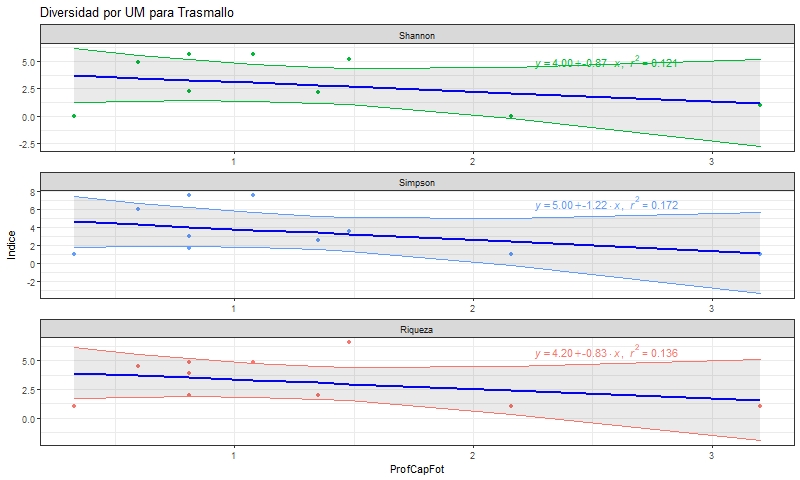 Diversidad por UM para Trasmallo
Shannon
y = 4.00 + -0.87 · x, r² = 0.121
5.0
2.5
0.0
-2.5
1 2 3
Simpson
y = 5.00 + -1.22 · x, r² = 0.172
8
6
4
2
0
-2
1 2 3
Indice
Riqueza
y = 4.20 + -0.83 · x, r² = 0.136
5.0
2.5
0.0
1 2 3
ProfCapFot